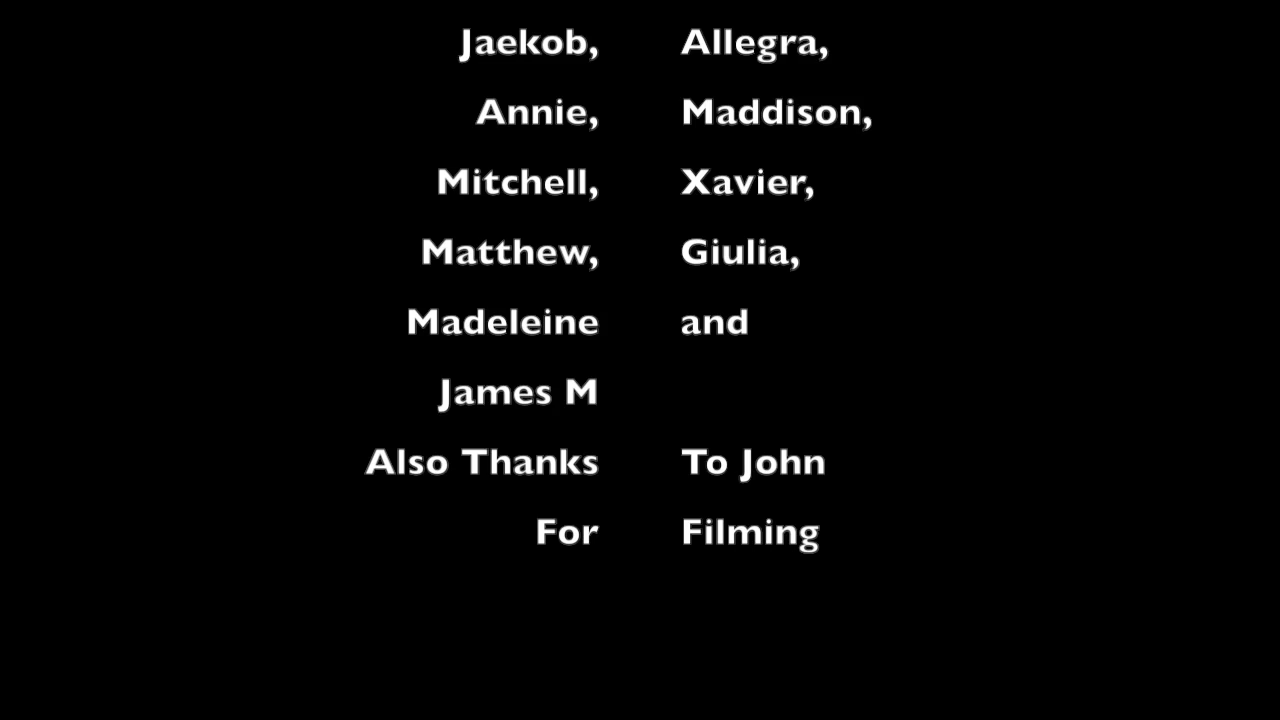 Jaekob, Allegra,
Annie, Maddison,
Mitchell, Xavier,
Matthew, Giulia,
Madeleine and
James M
Also Thanks To John
For Filming